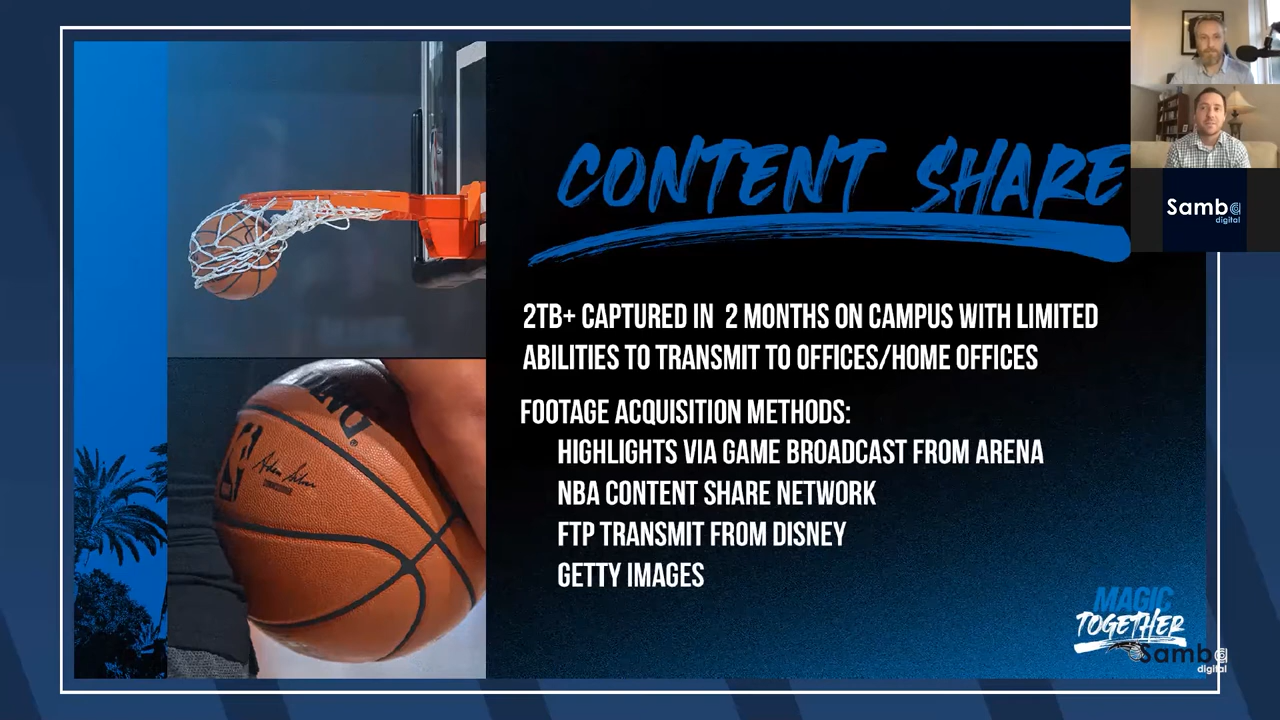 CONTENT SHARE
2TB+ CAPTURED IN 2 MONTHS ON CAMPUS WITH LIMITED
ABILITIES TO TRANSMIT TO OFFICES/HOME OFFICES
FOOTAGE ACQUISITION METHODS:
HIGHLIGHTS VIA GAME BROADCAST FROM ARENA
NBA CONTENT SHARE NETWORK
FTP TRANSMIT FROM DISNEY
GETTY IMAGES
MAGIC
TOGETHER
Samba
digital
Samba
digital